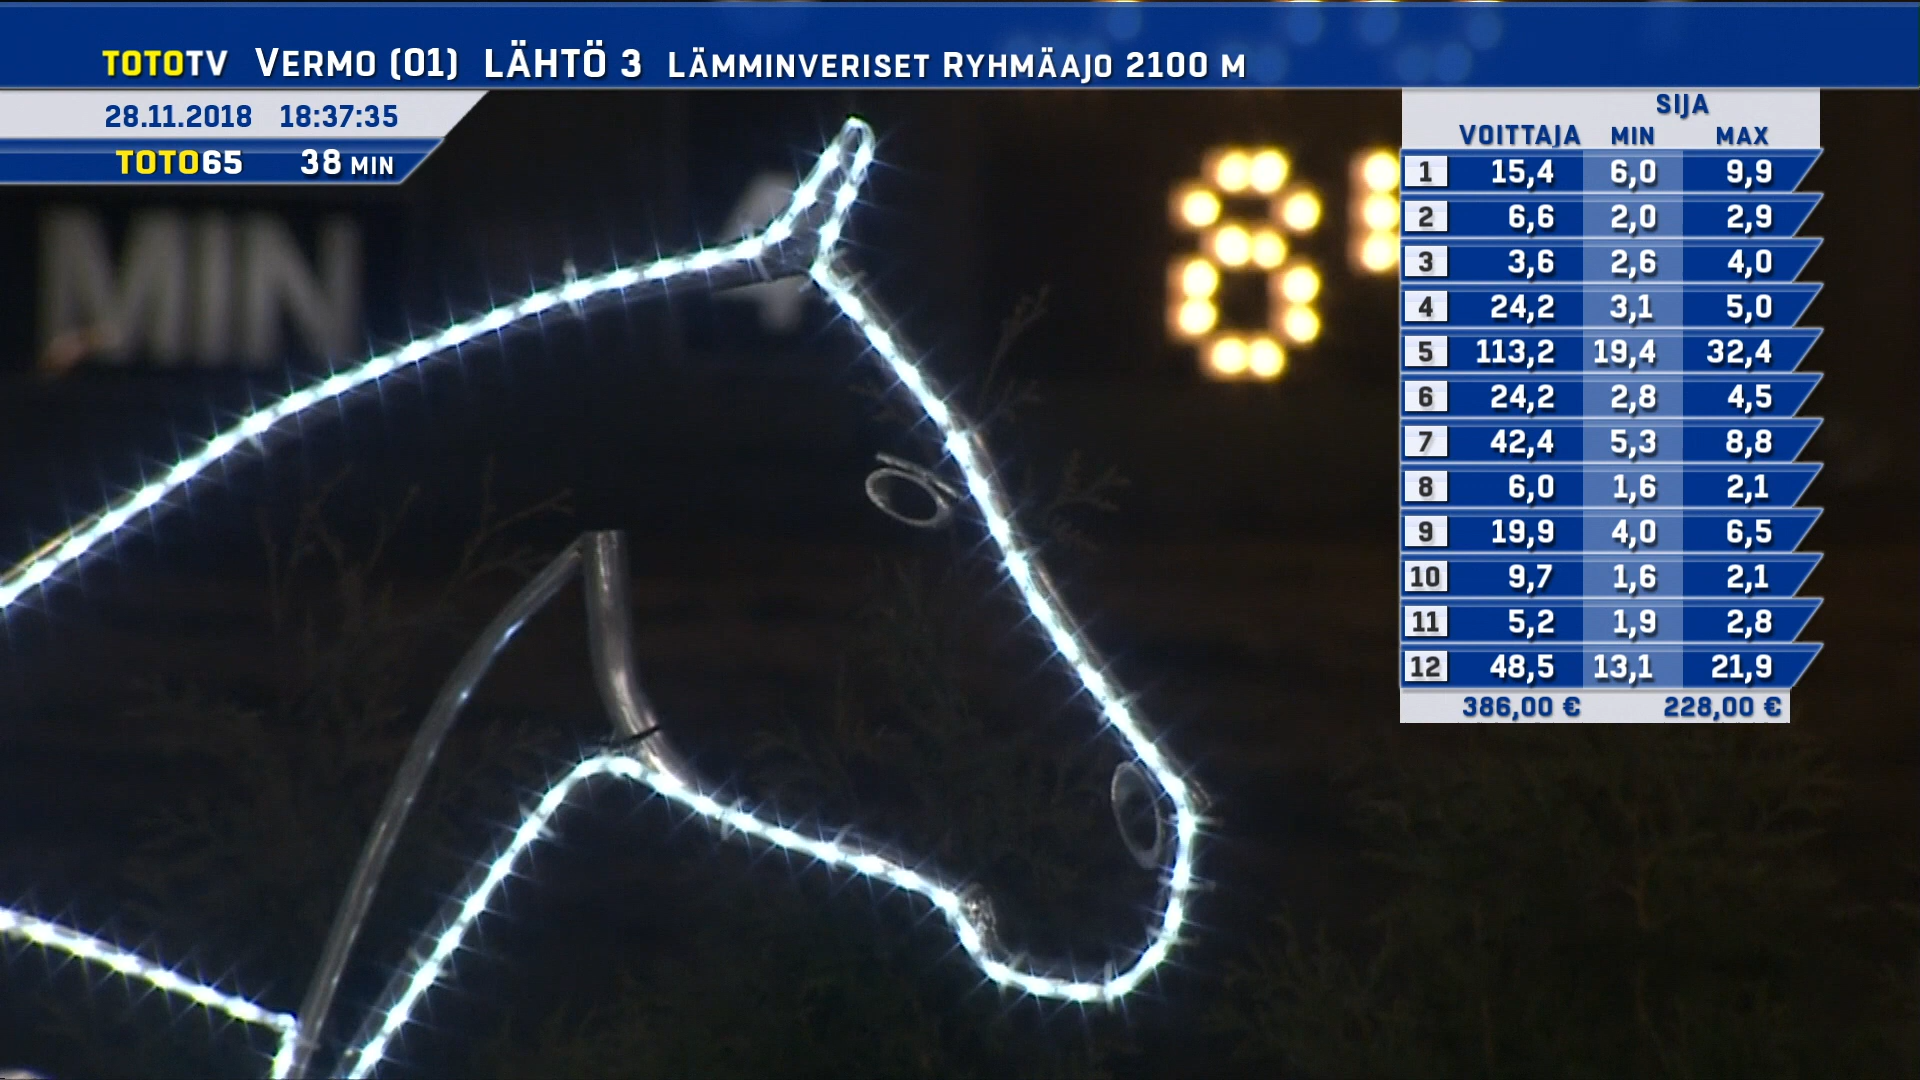 TOTOTV VERMO (01) LÄHTÖ 3 LÄMMINVERISET RYHMÄAJO 2100 M
28.11.2018 18:37:35
TOTO65 38 MIN
SIJA
VOITTAJA MIN MAX
1 15,4 6,0 9,9
2 6,6 2,0 2,9
3 3,6 2,6 4,0
4 24,2 3,1 5,0
5 113,2 19,4 32,4
6 24,2 2,8 4,5
7 42,4 5,3 8,8
8 6,0 1,6 2,1
9 19,9 4,0 6,5
10 9,7 1,6 2,1
11 5,2 1,9 2,8
12 48,5 13,1 21,9
386,00 € 228,00 €
MIN
4
8